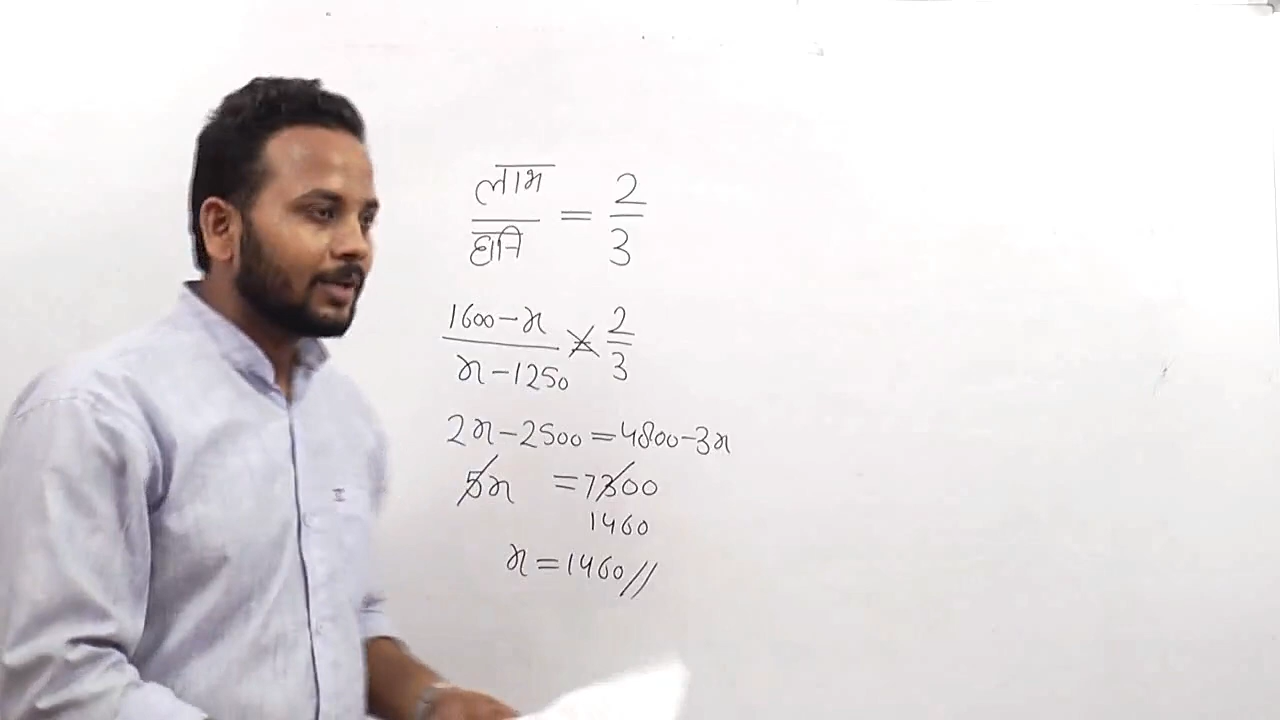 लाभ
हानि
=
2
3
1600-x
x-1250
=
2
3
2x-2500=4800-3x
5x =7300
1460
x=1460//